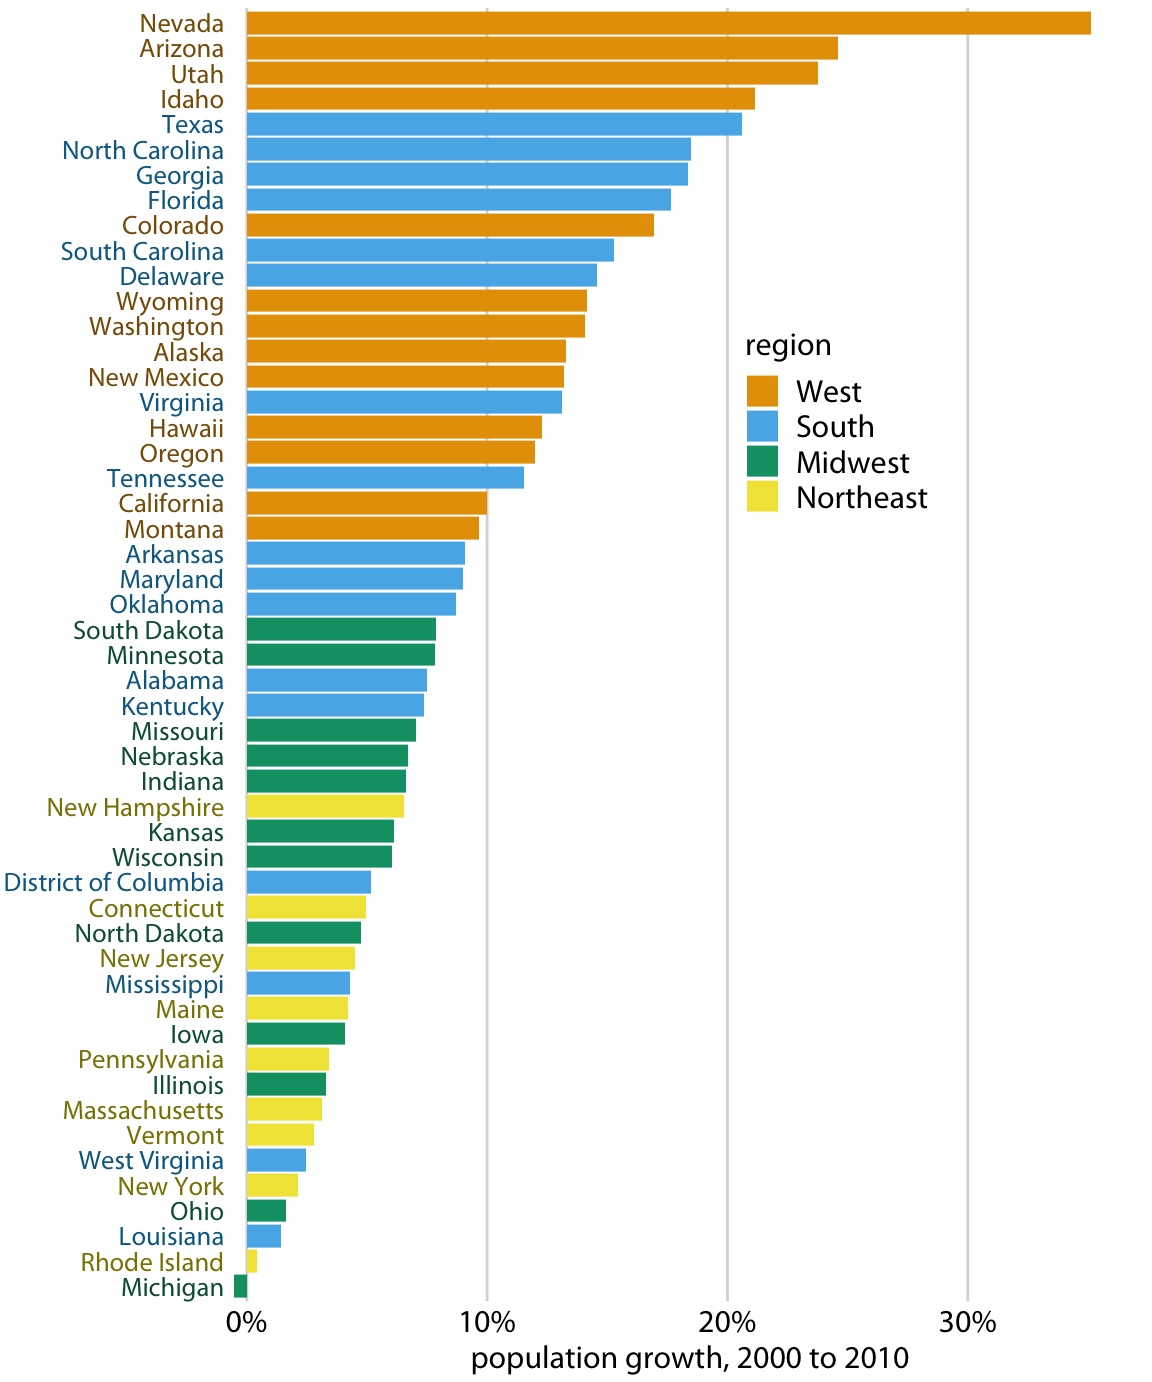 Nevada
Arizona
Utah
Idaho
Texas
North Carolina
Georgia
Florida
Colorado
South Carolina
Delaware
Wyoming
Washington
Alaska
New Mexico
Virginia
Hawaii
Oregon
Tennessee
California
Montana
Arkansas
Maryland
Oklahoma
South Dakota
Minnesota
Alabama
Kentucky
Missouri
Nebraska
Indiana
New Hampshire
Kansas
Wisconsin
District of Columbia
Connecticut
North Dakota
New Jersey
Mississippi
Maine
Iowa
Pennsylvania
Illinois
Massachusetts
Vermont
West Virginia
New York
Ohio
Louisiana
Rhode Island
Michigan
region
West
South
Midwest
Northeast
0% 10% 20% 30%
population growth, 2000 to 2010